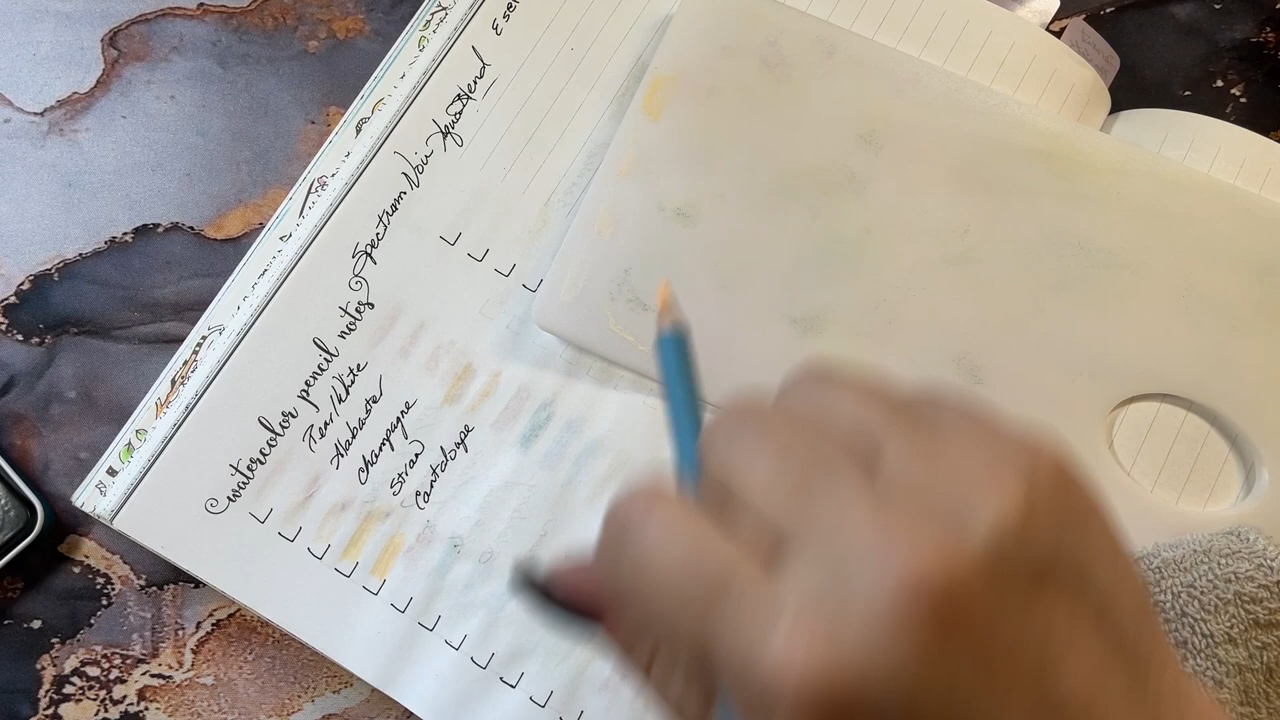 watercolor pencil notes Spectrum Noir AquaBlend
Pearl White
Alabaster
Champagne
Straw
Cantaloupe